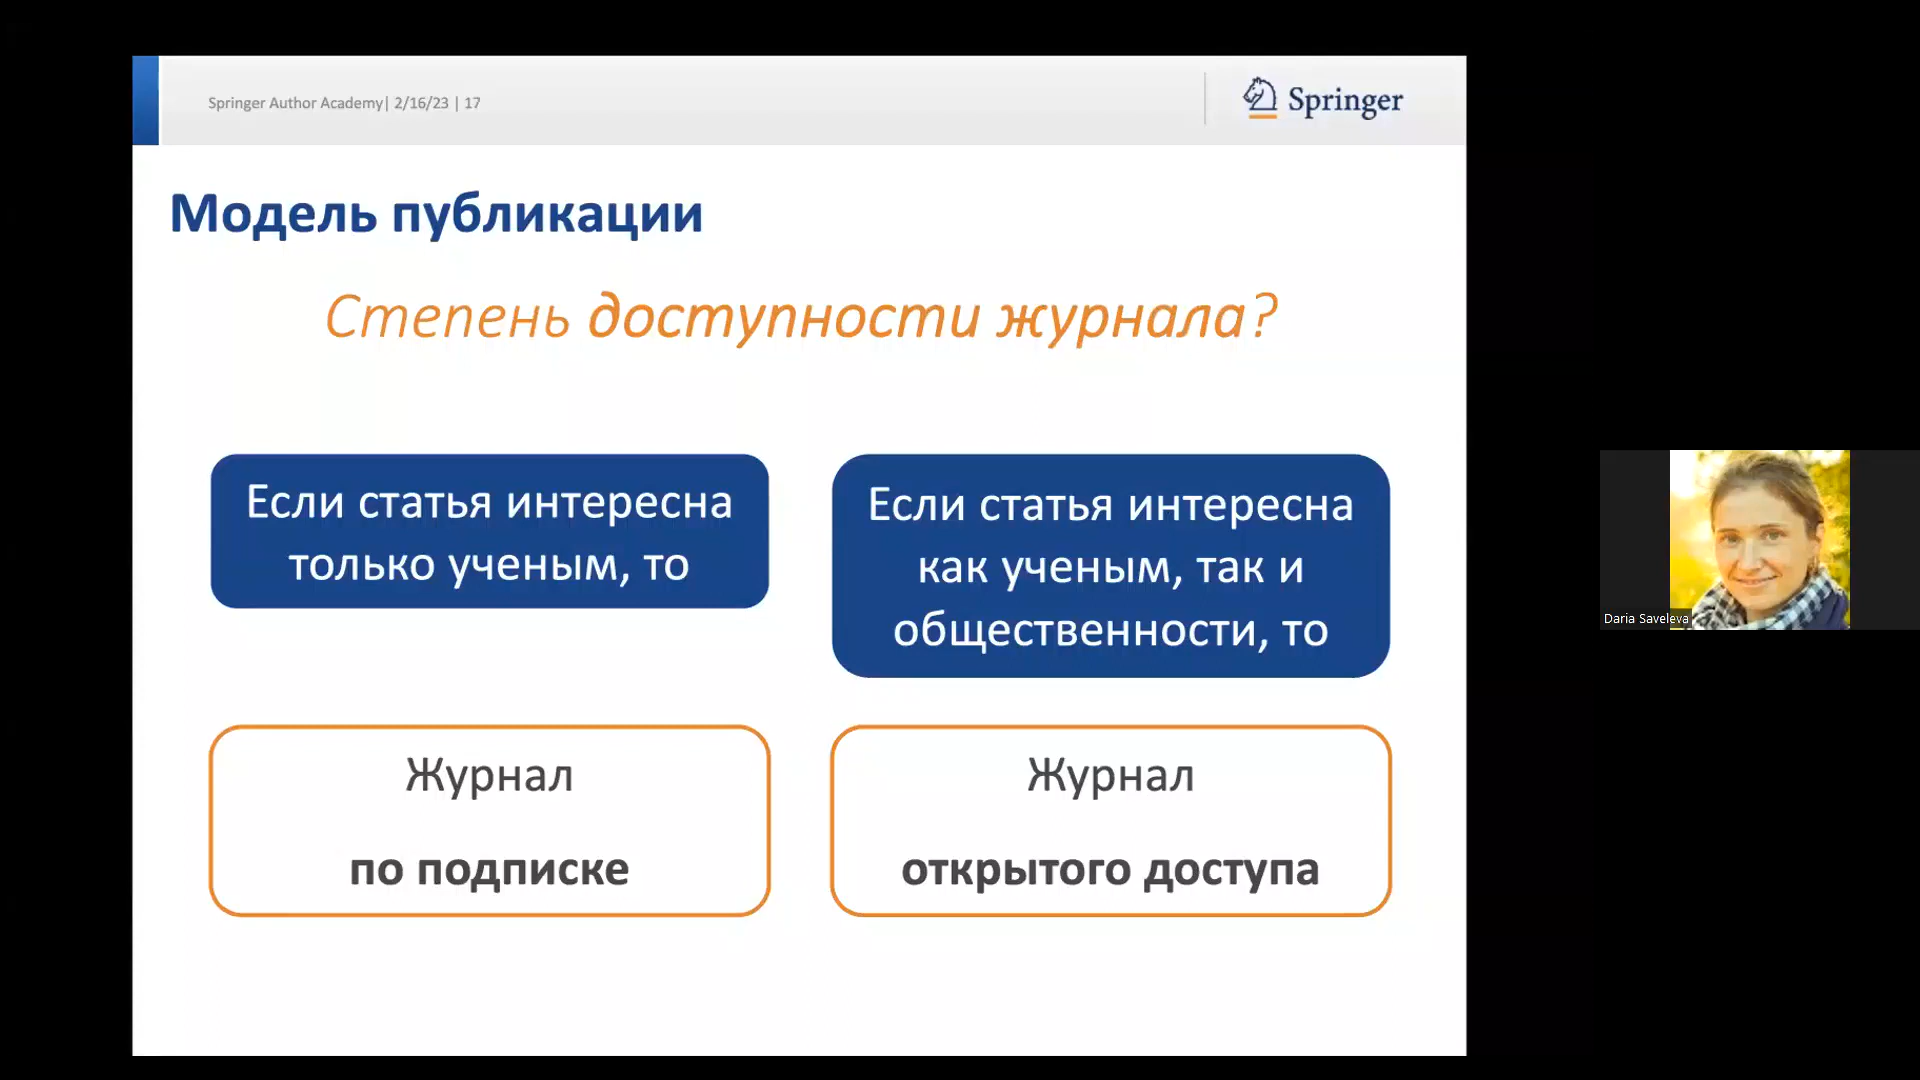 Springer Author Academy| 2/16/23 | 17
Springer
Модель публикации
Степень доступности журнала?
Если статья интересна
только ученым, то
Если статья интересна
как ученым, так и
общественности, то
Журнал
по подписке
Журнал
открытого доступа
Daria Saveleva